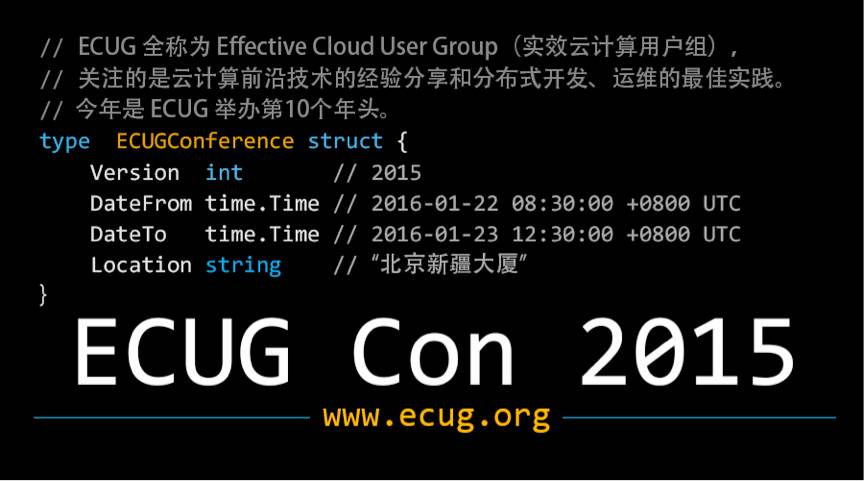 // ECUG 全称为 Effective Cloud User Group（实效云计算用户组），
// 关注的是云计算前沿技术的经验分享和分布式开发、运维的最佳实践。
// 今年是 ECUG 举办第10个年头。
type  ECUGConference struct {
    Version  int       // 2015
    DateFrom time.Time // 2016-01-22 08:30:00 +0800 UTC
    DateTo   time.Time // 2016-01-23 12:30:00 +0800 UTC
    Location string    // “北京新疆大厦”
}
ECUG Con 2015
www.ecug.org